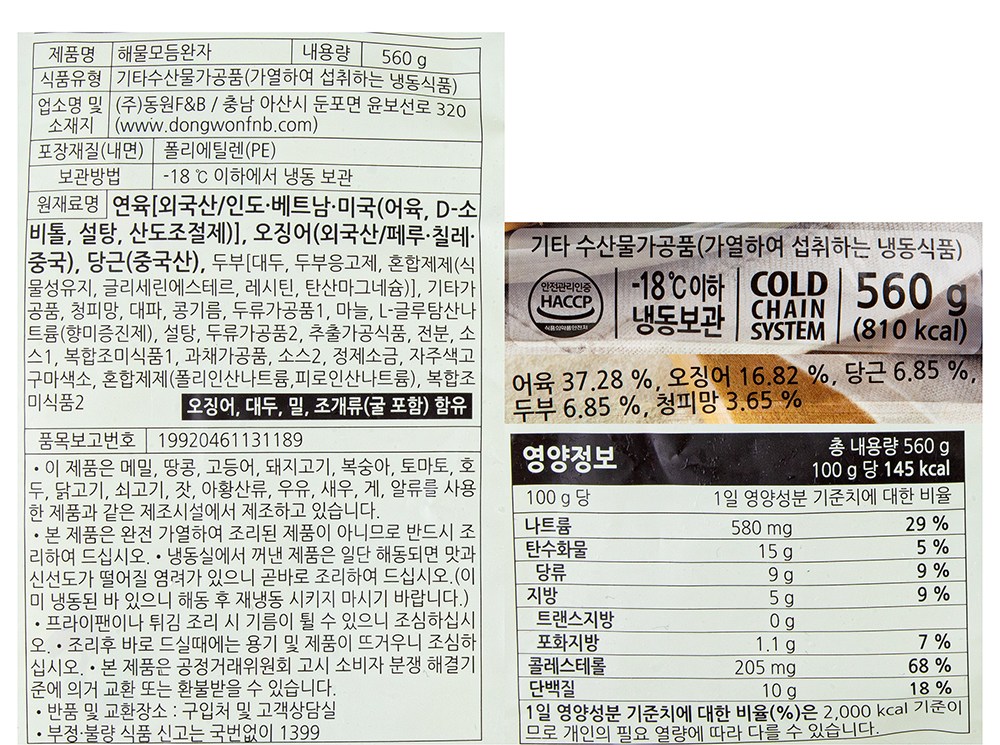 제품명 해물모듬완자 내용량 560 g
식품유형 기타수산물가공품(가열하여 섭취하는 냉동식품)
업소명 및 소재지 (주)동원F&B / 충남 아산시 둔포면 윤보선로 320
(www.dongwonfnb.com)
포장재질(내면) 폴리에틸렌(PE)
보관방법 -18 ℃ 이하에서 냉동 보관
원재료명 연육[외국산/인도·베트남·미국(어육, D-소
비톨, 설탕, 산도조절제)], 오징어(외국산/페루·칠레·
중국), 당근(중국산), 두부[대두, 두부응고제, 혼합제제(식
물성유지, 글리세린에스테르, 레시틴, 탄산마그네슘)], 기타가
공품, 청피망, 대파, 콩기름, 두류가공품1, 마늘, L-글루탐산나
트륨(향미증진제), 설탕, 두류가공품2, 추출가공식품, 전분, 소
스1, 복합조미식품1, 과채가공품, 소스2, 정제소금, 자주색고
구마색소, 혼합제제(폴리인산나트륨,피로인산나트륨), 복합조
미식품2
오징어, 대두, 밀, 조개류(굴 포함) 함유
품목보고번호 19920461131189
• 이 제품은 메밀, 땅콩, 고등어, 돼지고기, 복숭아, 토마토, 호
두, 닭고기, 쇠고기, 잣, 아황산류, 우유, 새우, 게, 알류를 사용
한 제품과 같은 제조시설에서 제조하고 있습니다.
• 본 제품은 완전 가열하여 조리된 제품이 아니므로 반드시 조
리하여 드십시오. • 냉동실에서 꺼낸 제품은 일단 해동되면 맛과
신선도가 떨어질 염려가 있으니 곧바로 조리하여 드십시오.(이
미 냉동된 바 있으니 해동 후 재냉동 시키지 마시기 바랍니다.)
• 프라이팬이나 튀김 조리 시 기름이 튈 수 있으니 조심하십시
오. • 조리후 바로 드실때에는 용기 및 제품이 뜨거우니 조심하
십시오. • 본 제품은 공정거래위원회 고시 소비자 분쟁 해결기
준에 의거 교환 또는 환불받을 수 있습니다.
• 반품 및 교환장소 : 구입처 및 고객상담실
• 부정·불량 식품 신고는 국번없이 1399
기타 수산물가공품(가열하여 섭취하는 냉동식품)
안전관리인증
HACCP
식품의약품안전처
-18℃이하
냉동보관
COLD
CHAIN
SYSTEM
560 g
(810 kcal)
어육 37.28 %, 오징어 16.82 %, 당근 6.85 %,
두부 6.85 %, 청피망 3.65 %
영양정보
총 내용량 560 g
100 g 당 145 kcal
100 g 당 1일 영양성분 기준치에 대한 비율
나트륨 580 mg 29 %
탄수화물 15 g 5 %
당류 9 g 9 %
지방 5 g 9 %
트랜스지방 0 g
포화지방 1.1 g 7 %
콜레스테롤 205 mg 68 %
단백질 10 g 18 %
1일 영양성분 기준치에 대한 비율(%)은 2,000 kcal 기준이
므로 개인의 필요 열량에 따라 다를 수 있습니다.